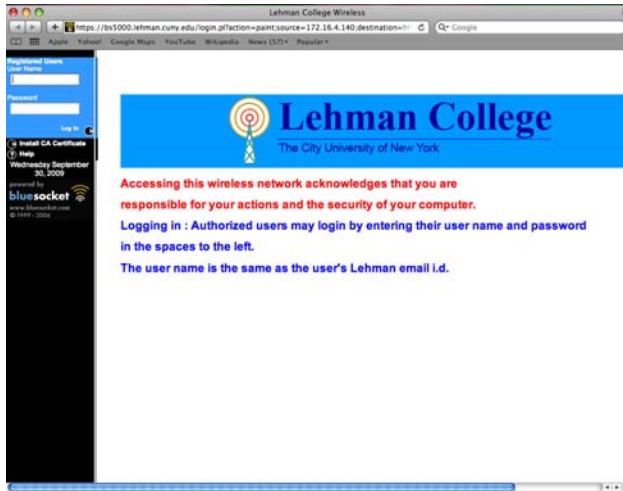 Lehman College Wireless
https://bs5000.lehman.cuny.edu/login.pl?action=paint;source=172.16.4.140;destination=ht
Google
Apple Yahoo! Google Maps YouTube Wikipedia News (57) Popular
Registered Users
User Name
Password
Log In
Install CA Certificate
Help
Wednesday September
30, 2009
powered by
bluesocket
www.bluesocket.com
© 1999 - 2006
Lehman College
The City University of New York
Accessing this wireless network acknowledges that you are
responsible for your actions and the security of your computer.
Logging in : Authorized users may login by entering their user name and password
in the spaces to the left.
The user name is the same as the user's Lehman email i.d.